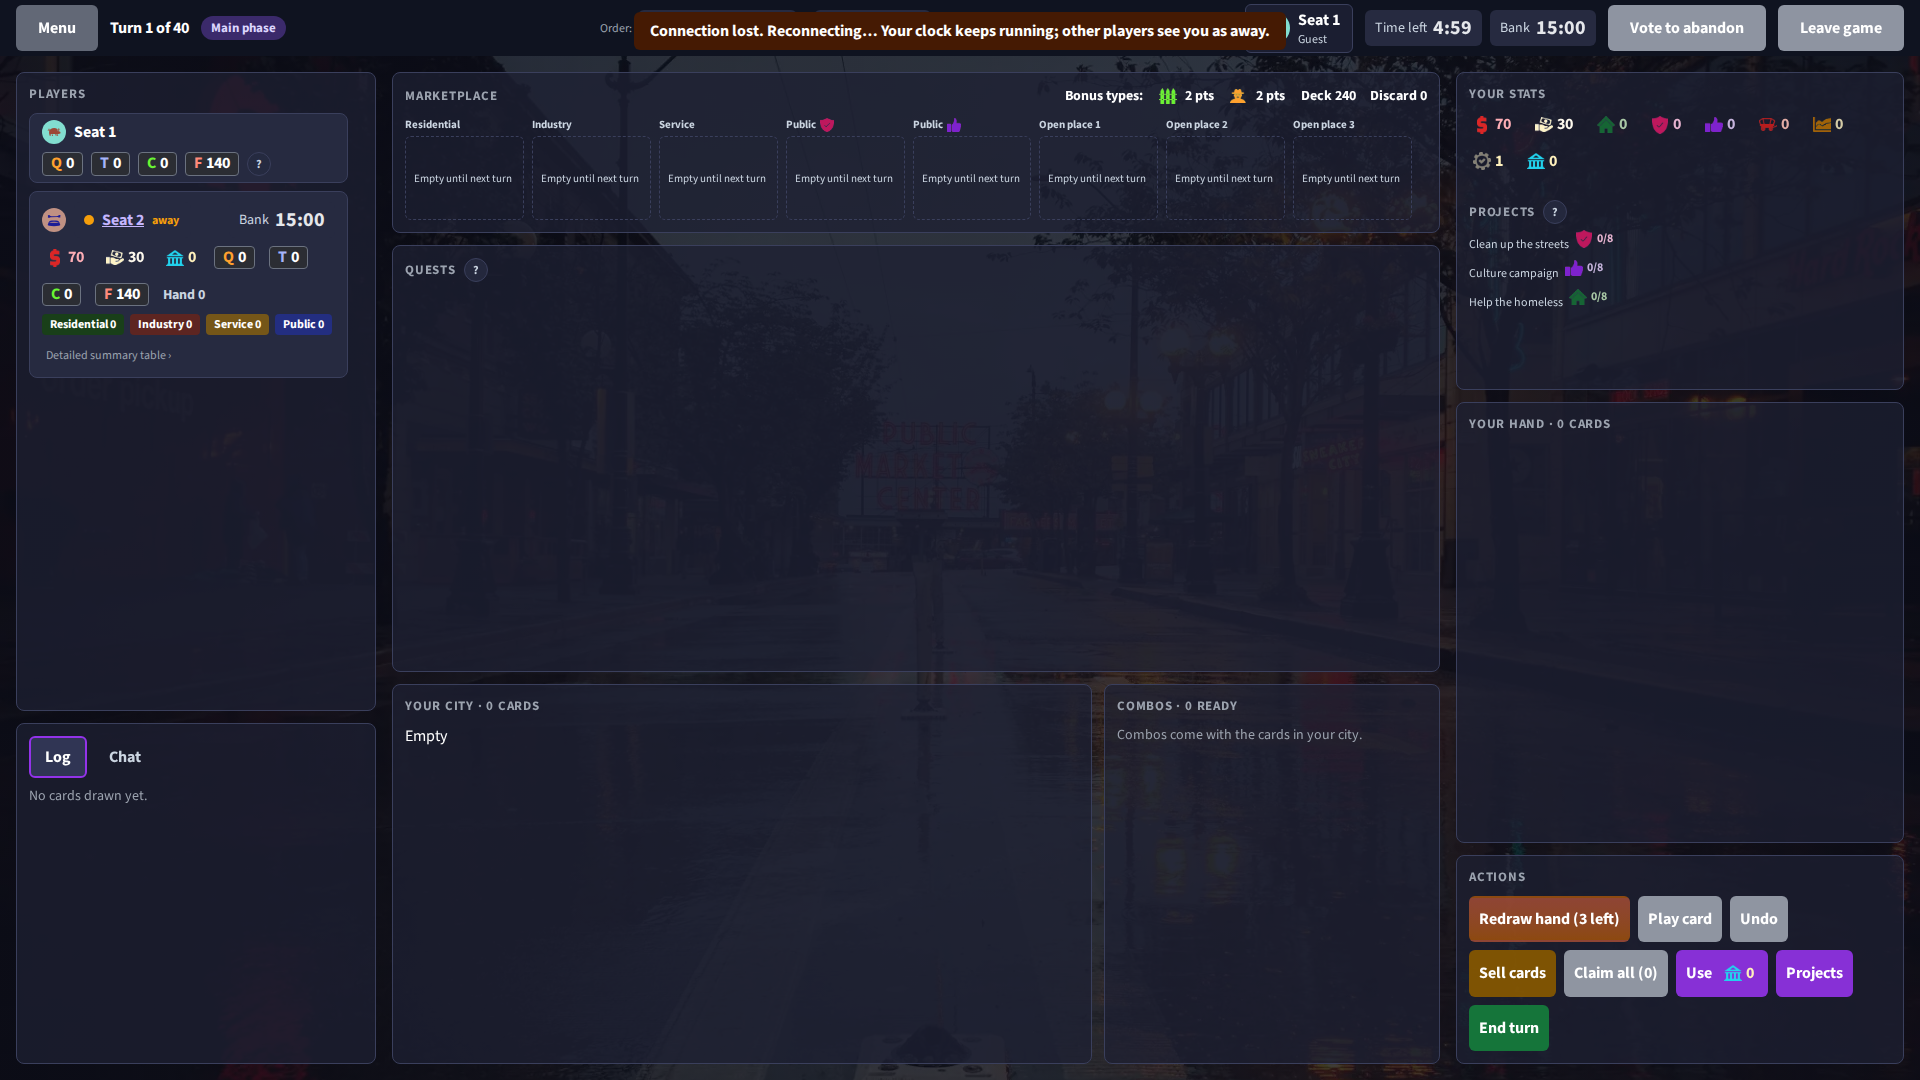 Menu
Turn 1 of 40
Main phase
Order:
Connection lost. Reconnecting… Your clock keeps running; other players see you as away.
Seat 1
Guest
Time left 4:59
Bank 15:00
Vote to abandon
Leave game
PLAYERS
Seat 1
Q 0
T 0
C 0
F 140
?
Seat 2 away
Bank 15:00
70
30
0
Q 0
T 0
C 0
F 140
Hand 0
Residential 0
Industry 0
Service 0
Public 0
Detailed summary table ›
Log
Chat
No cards drawn yet.
MARKETPLACE
Bonus types:
2 pts
2 pts
Deck 240
Discard 0
Residential
Industry
Service
Public
Public
Open place 1
Open place 2
Open place 3
Empty until next turn
Empty until next turn
Empty until next turn
Empty until next turn
Empty until next turn
Empty until next turn
Empty until next turn
Empty until next turn
QUESTS
?
PUBLIC
MARKET
CENTER
YOUR CITY · 0 CARDS
Empty
COMBOS · 0 READY
Combos come with the cards in your city.
YOUR STATS
70
30
0
0
0
0
0
1
0
PROJECTS
?
Clean up the streets 0/8
Culture campaign 0/8
Help the homeless 0/8
YOUR HAND · 0 CARDS
ACTIONS
Redraw hand (3 left)
Play card
Undo
Sell cards
Claim all (0)
Use 0
Projects
End turn